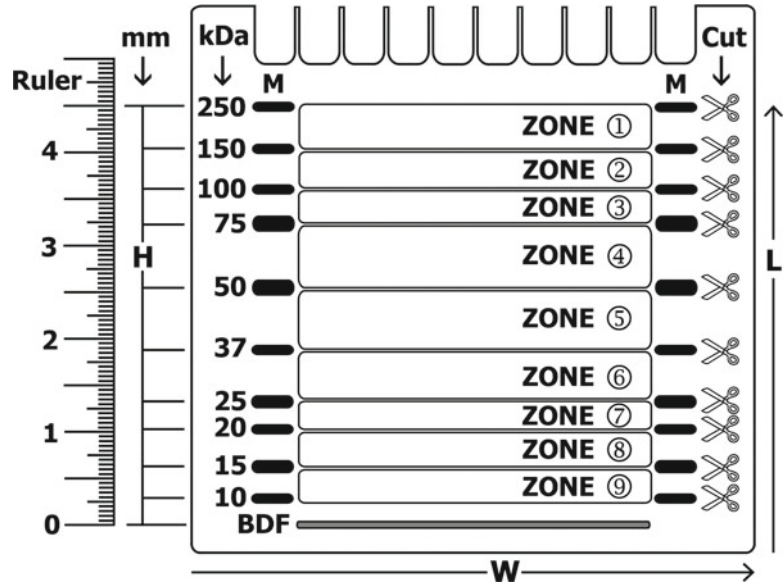 mm kDa Cut
Ruler M M
250 ZONE ①
4 150 ZONE ②
100 ZONE ③
75
3 H ZONE ④ L
50
2 ZONE ⑤
37
ZONE ⑥
25
1 20 ZONE ⑦
ZONE ⑧
15
ZONE ⑨
10
0 BDF
W